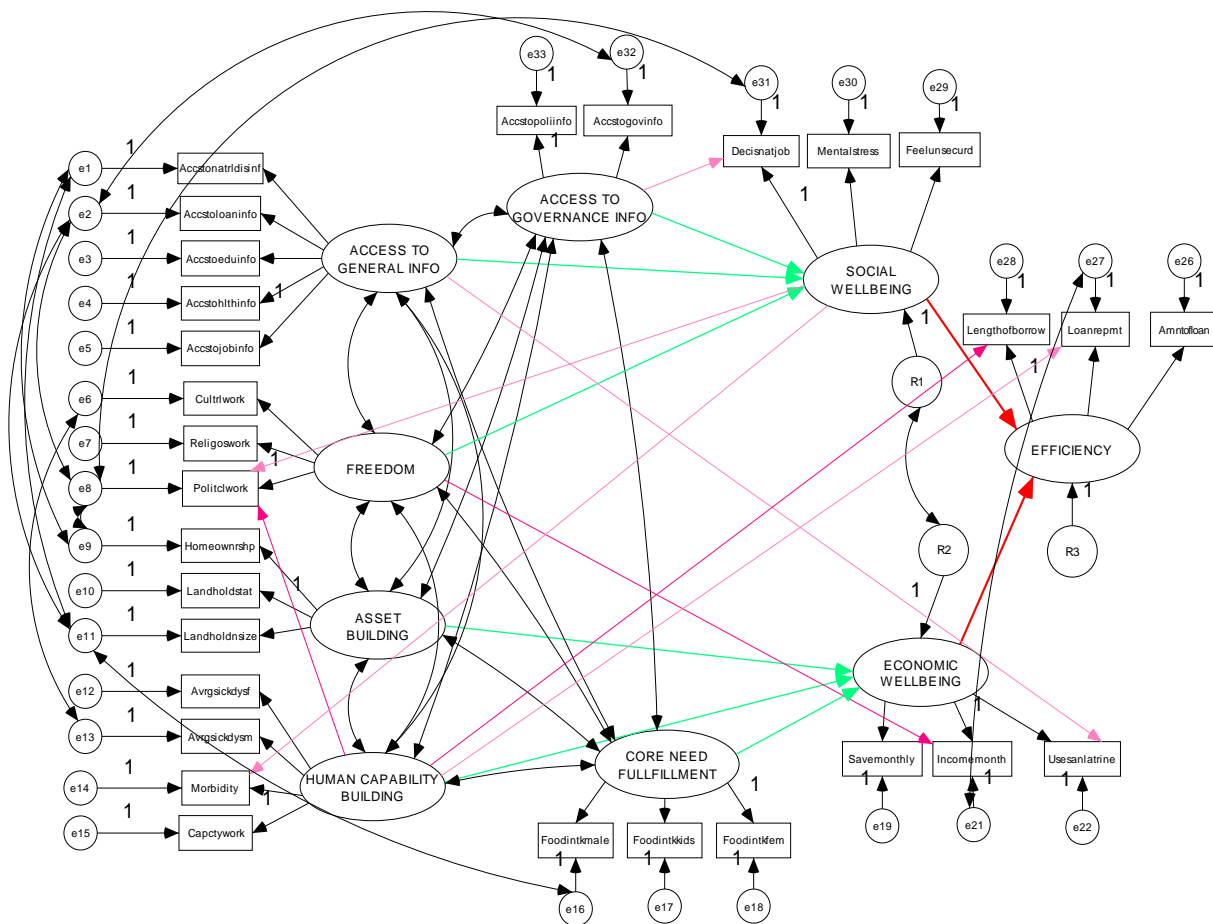 e33
e32
e31
e30
e29
1
1
1
1
1
Accstopoliinfo
Accstogovinfo
Decisnatjob
Mentalstress
Feelunsecurd
1
1
e1
1
Accstonatrldisinf
e2
1
Accstoloaninfo
e3
1
Accstoeduinfo
e4
1
Accstohlthinfo
1
e5
1
Accstojobinfo
ACCESS TO
GENERAL INFO
ACCESS TO
GOVERNANCE INFO
SOCIAL
WELLBEING
e28
e27
e26
1
1
1
Lengthofborrow
Loanrepmt
Amntofloan
1
1
R1
e6
1
Cultrlwork
e7
1
Religoswork
e8
1
Politclwork
1
FREEDOM
EFFICIENCY
1
R2
R3
1
e9
1
Homeownrshp
e10
1
Landholdstat
1
e11
1
Landholdnsize
ASSET
BUILDING
ECONOMIC
WELLBEING
1
e12
1
Avrgsickdysf
e13
1
Avrgsickdysm
e14
1
Morbidity
1
e15
1
Capctywork
HUMAN CAPABILITY
BUILDING
CORE NEED
FULLFILLMENT
1
Savemonthly
Incomemonth
Usesanlatrine
1
1
1
e19
e21
e22
Foodintkmale
Foodintkkids
Foodintkfem
1
1
1
e16
e17
e18